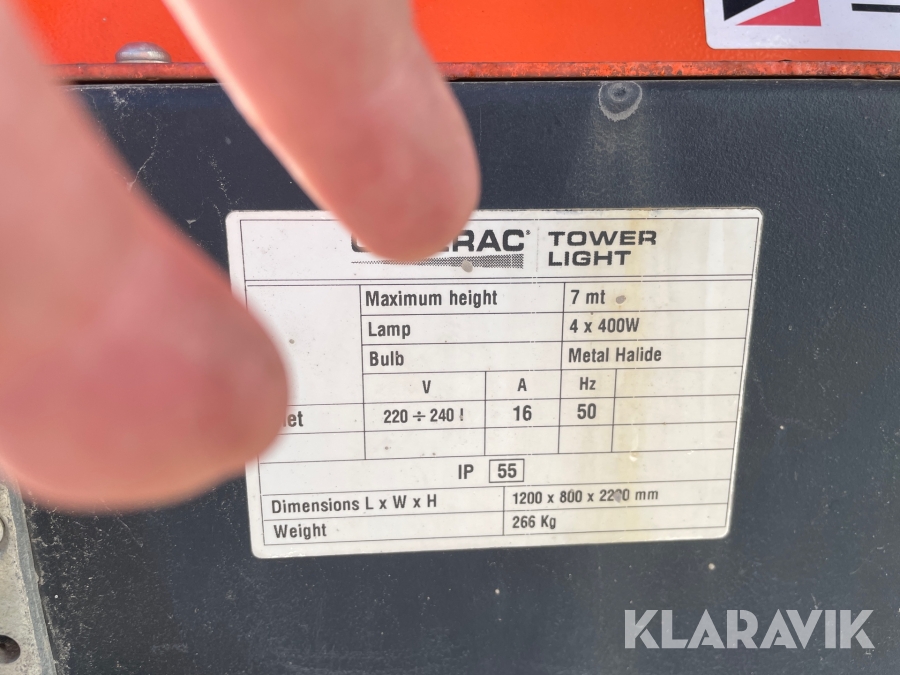 TOWER
LIGHT
Maximum height 7 mt
Lamp 4 x 400W
Bulb Metal Halide
V A Hz
220 ÷ 240 16 50
IP 55
Dimensions L x W x H 1200 x 800 x 2200 mm
Weight 266 Kg
KLARAVIK